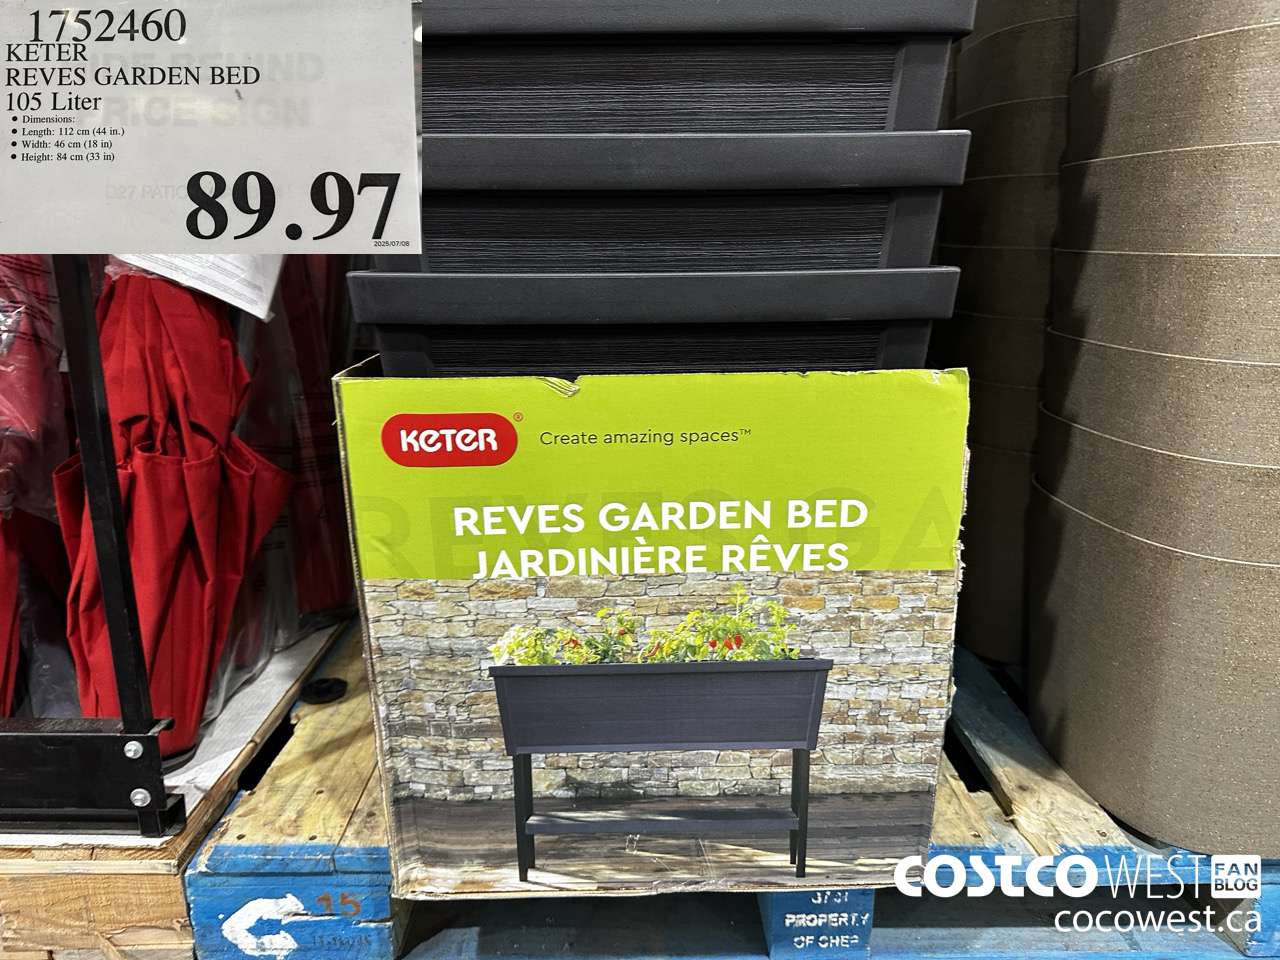 1752460
KETER
REVES GARDEN BED
105 Liter
• Dimensions:
• Length: 112 cm (44 in.)
• Width: 46 cm (18 in)
• Height: 84 cm (33 in)
89.97
2025/07/08
KETER®
Create amazing spaces™
REVES GARDEN BED
JARDINIÈRE RÊVES
15
PROPERTY
OF CHEP
COSTCO WEST FAN BLOG
cocowest.ca